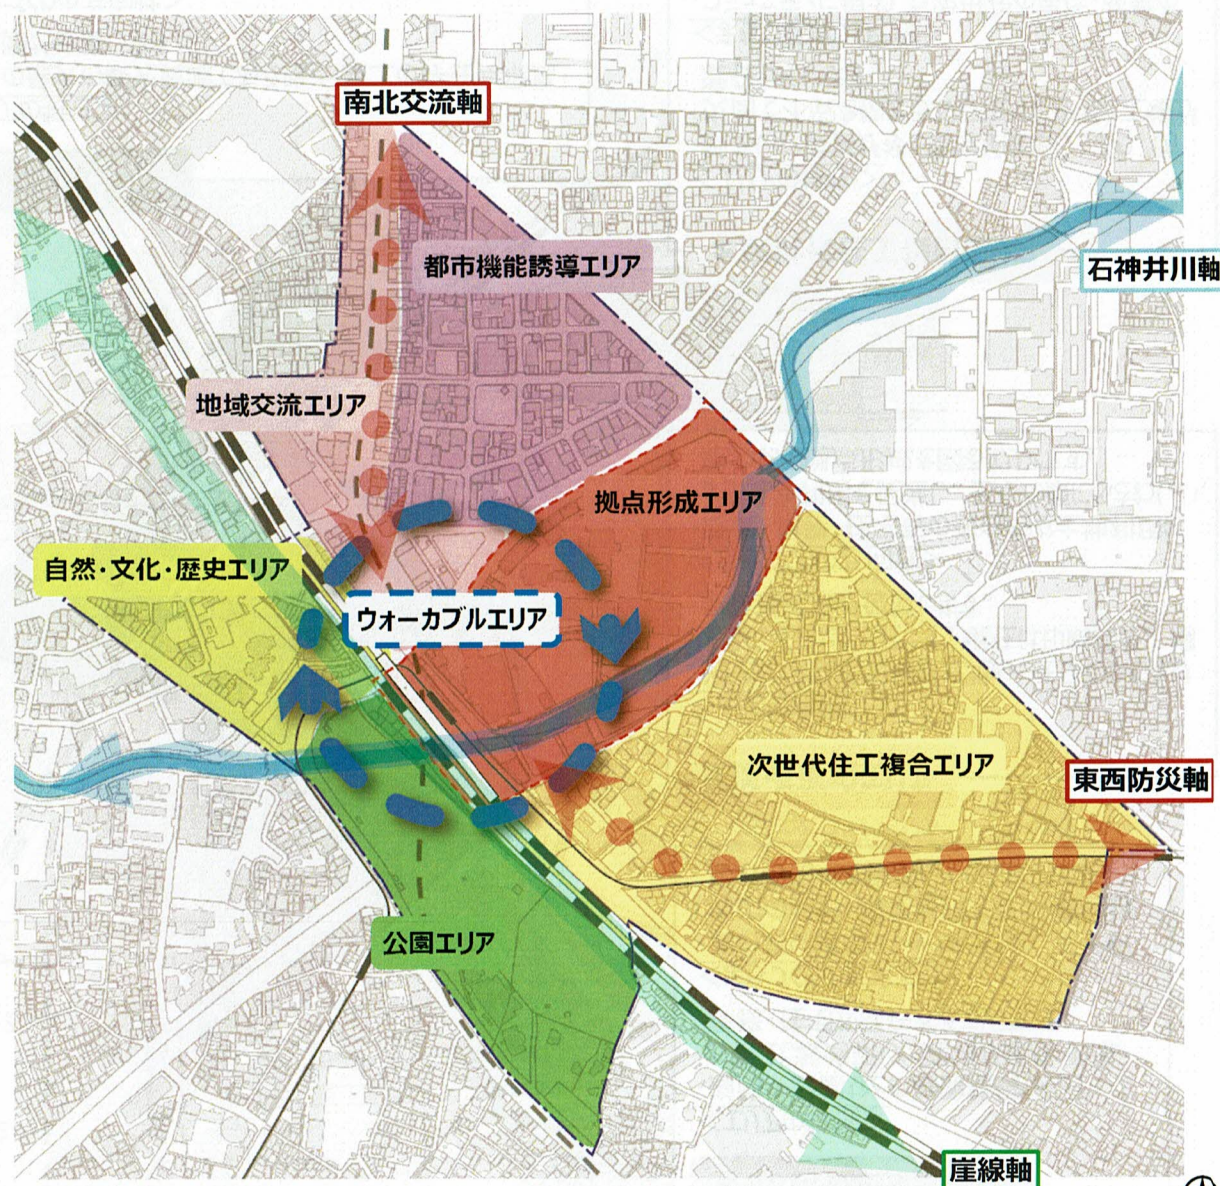 南北交流軸
都市機能誘導エリア
石神井川軸
地域交流エリア
拠点形成エリア
自然・文化・歴史エリア
ウォーカブルエリア
次世代住工複合エリア
東西防災軸
公園エリア
崖線軸